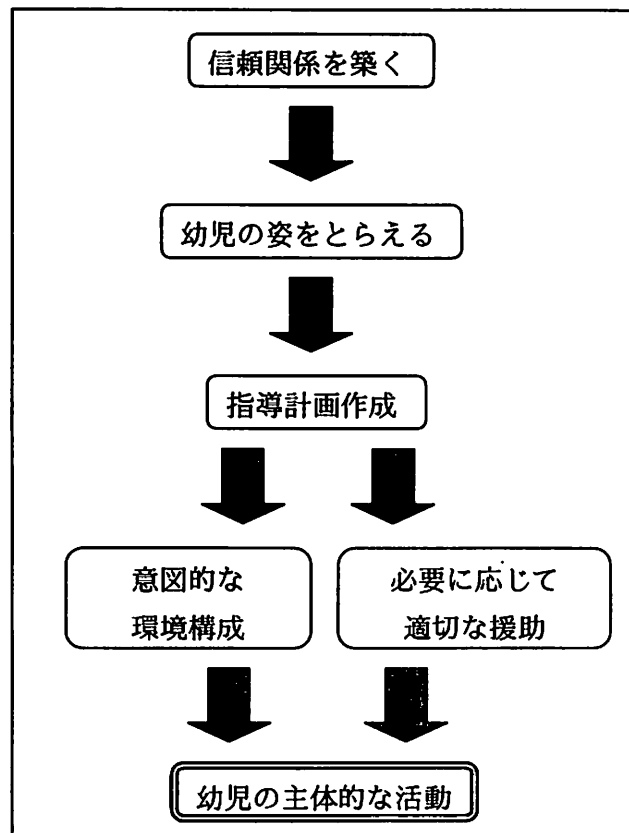 信頼関係を築く
幼児の姿をとらえる
指導計画作成
意図的な
環境構成
必要に応じて
適切な援助
幼児の主体的な活動